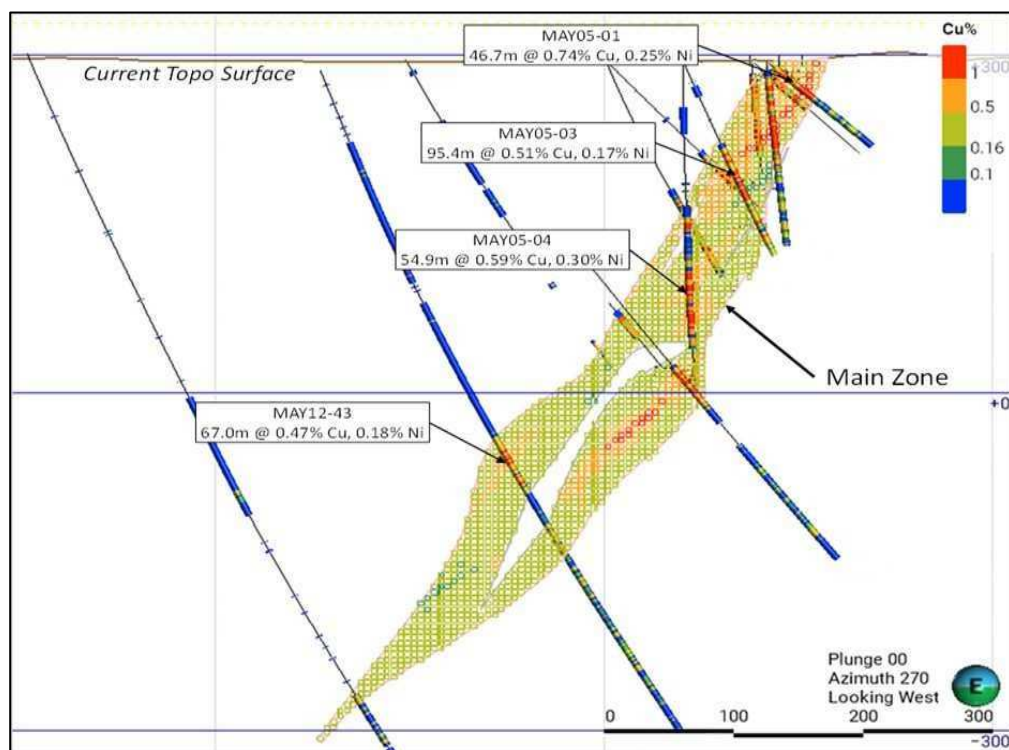 MAY05-01
46.7m @ 0.74% Cu, 0.25% Ni
Cu%
Current Topo Surface
+300
1
0.5
0.16
0.1
MAY05-03
95.4m @ 0.51% Cu, 0.17% Ni
MAY05-04
54.9m @ 0.59% Cu, 0.30% Ni
Main Zone
+0
MAY12-43
67.0m @ 0.47% Cu, 0.18% Ni
Plunge 00
Azimuth 270
Looking West
E
0 100 200 300
-300